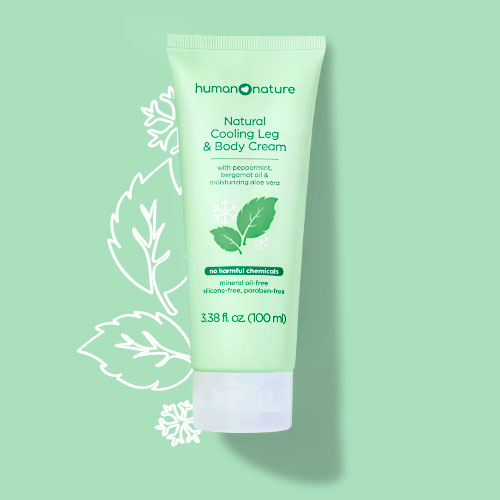 human nature
Natural
Cooling Leg
& Body Cream
with peppermint,
bergamot oil &
moisturizing aloe vera
no harmful chemicals
mineral oil-free
silicone-free, paraben-free
3.38 fl. oz. (100 ml)